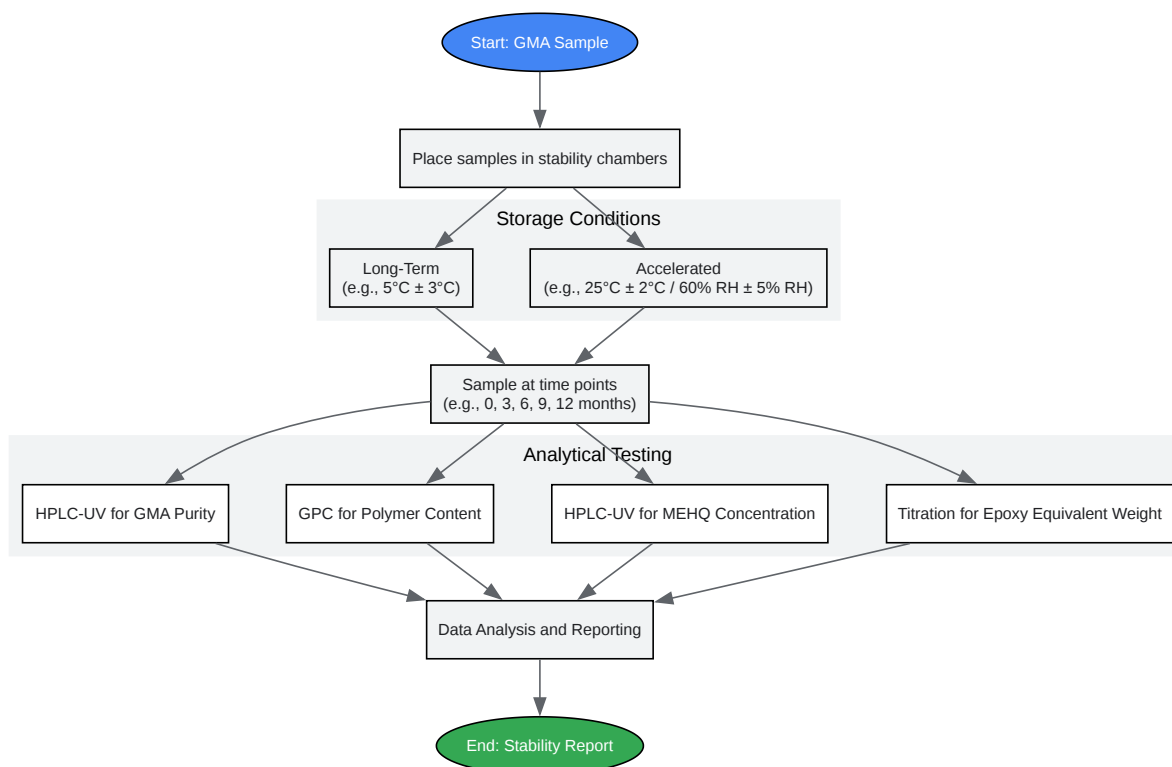 Start: GMA Sample
Place samples in stability chambers
Storage Conditions
Long-Term
(e.g., 5°C ± 3°C)
Accelerated
(e.g., 25°C ± 2°C / 60% RH ± 5% RH)
Sample at time points
(e.g., 0, 3, 6, 9, 12 months)
Analytical Testing
HPLC-UV for GMA Purity
GPC for Polymer Content
HPLC-UV for MEHQ Concentration
Titration for Epoxy Equivalent Weight
Data Analysis and Reporting
End: Stability Report